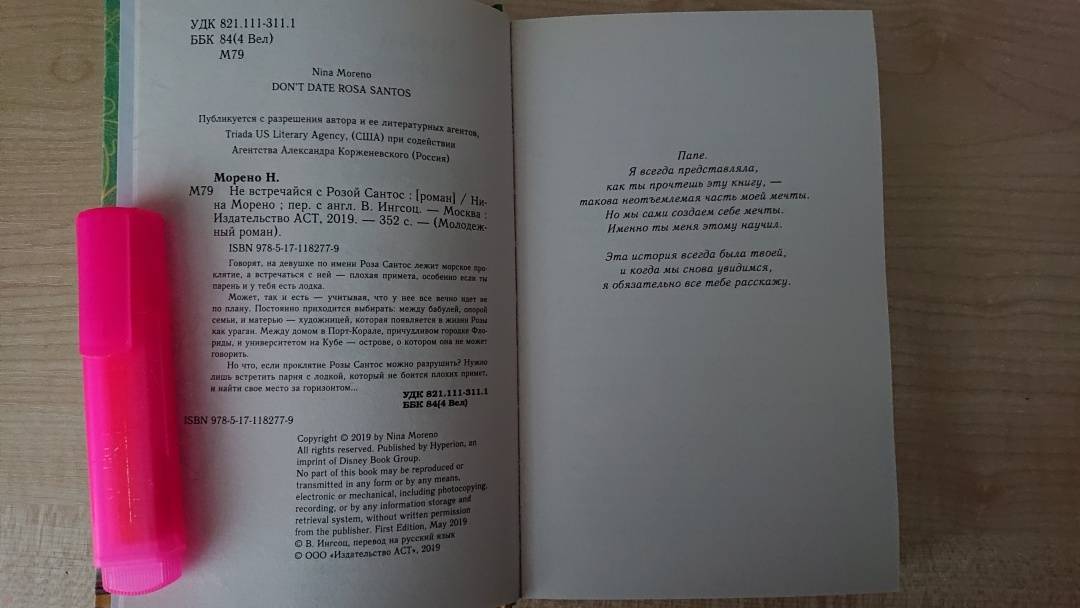 УДК 821.111-311.1
ББК 84(4 Вел)
М79
Nina Moreno
DON'T DATE ROSA SANTOS
Публикуется с разрешения автора и ее литературных агентов,
Triada US Literary Agency, (США) при содействии
Агентства Александра Корженевского (Россия)
Морено Н.
М79 Не встречайся с Розой Сантос : [роман] / Ни-
на Морено ; пер. с англ. В. Ингсоц. — Москва :
Издательство АСТ, 2019. — 352 с. — (Молодеж-
ный роман).
ISBN 978-5-17-118277-9
Говорят, на девушке по имени Роза Сантос лежит морское про-
клятие, а встречаться с ней — плохая примета, особенно если ты
парень и у тебя есть лодка.
Может, так и есть — учитывая, что у нее все вечно идет не
по плану. Постоянно приходится выбирать: между бабулей, опорой
семьи, и матерью — художницей, которая появляется в жизни Розы
как ураган. Между домом в Порт-Корале, причудливом городке Фло-
риды, и университетом на Кубе — острове, о котором она не может
говорить.
Но что, если проклятие Розы Сантос можно разрушить? Нужно
лишь встретить парня с лодкой, который не боится плохих примет,
и найти свое место за горизонтом...
УДК 821.111-311.1
ББК 84(4 Вел)
ISBN 978-5-17-118277-9
Copyright © 2019 by Nina Moreno
All rights reserved. Published by Hyperion, an
imprint of Disney Book Group.
No part of this book may be reproduced or
transmitted in any form or by any means,
electronic or mechanical, including photocopying,
recording, or by any information storage and
retrieval system, without written permission
from the publisher. First Edition, May 2019
© В. Ингсоц, перевод на русский язык
© ООО «Издательство АСТ», 2019
Папе.
Я всегда представляла,
как ты прочтешь эту книгу, —
такова неотъемлемая часть моей мечты.
Но мы сами создаем себе мечты.
Именно ты меня этому научил.
Эта история всегда была твоей,
и когда мы снова увидимся,
я обязательно все тебе расскажу.